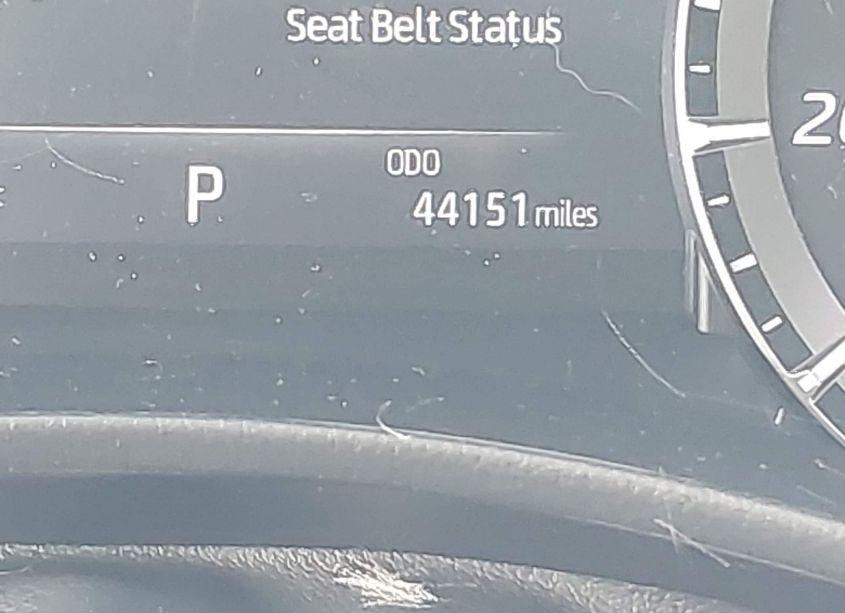 Seat Belt Status
P
ODO
44151 miles